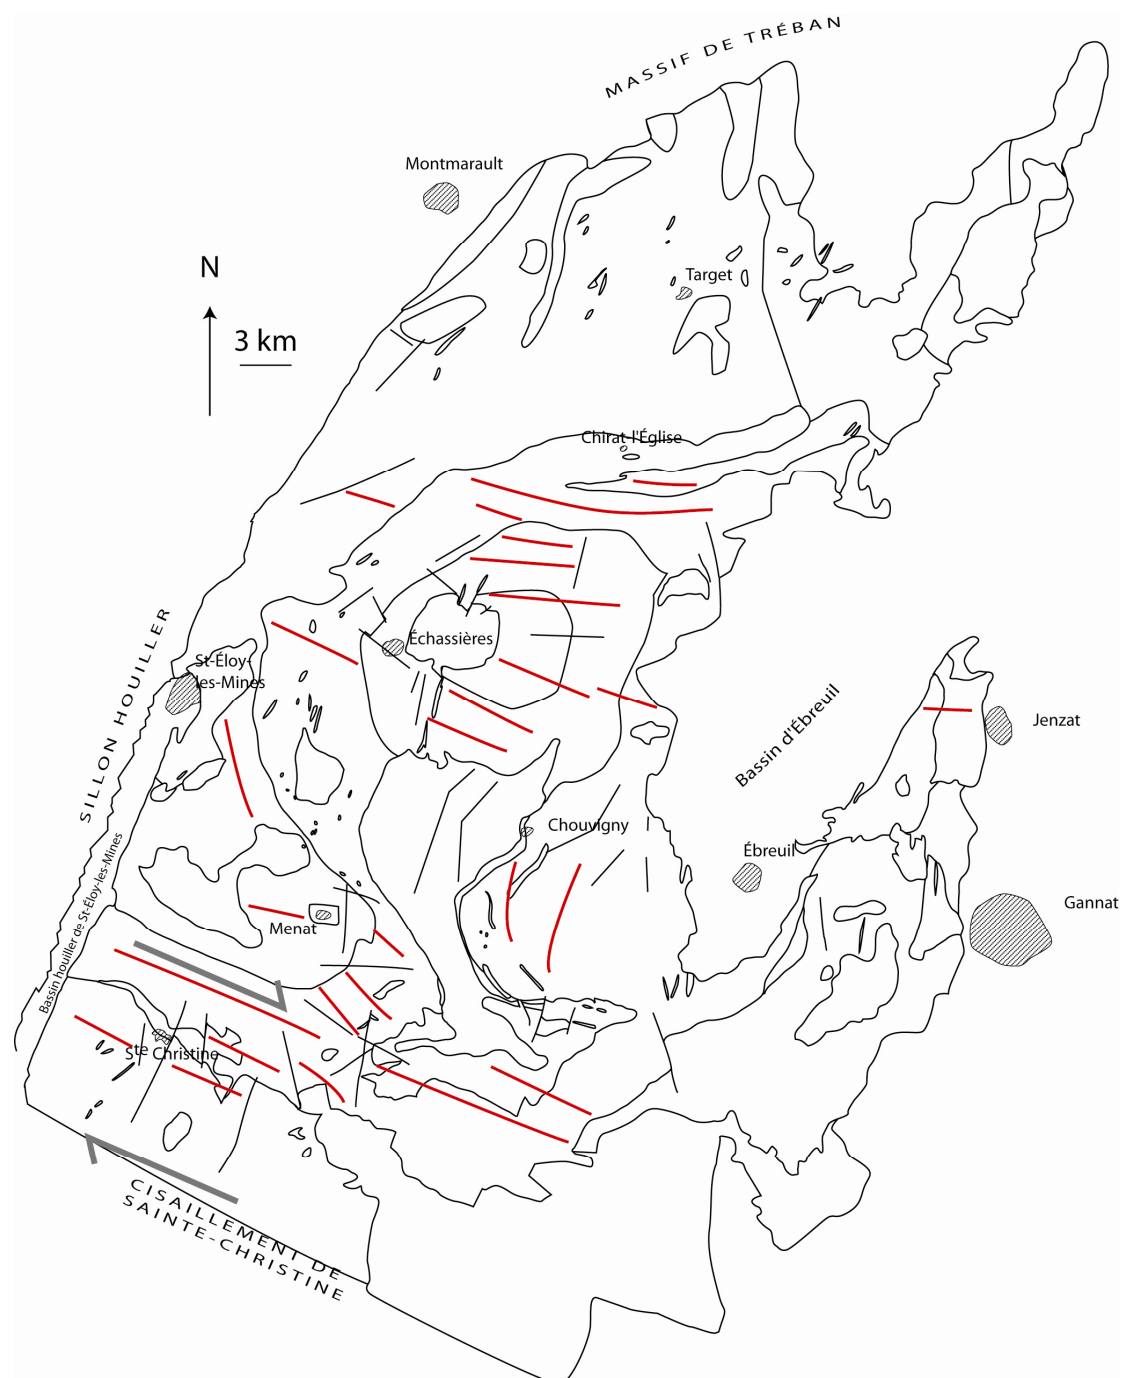 MASSIF DE TRÉBAN
Montmarault
N
Target
3 km
Chirat-l'Église
SILLON HOUILLER
Échassières
St-Éloy-
les-Mines
Bassin d'Ébreuil
Jenzat
Chouvigny
Ébreuil
Bassin houiller de St-Éloy-les-Mines
Gannat
Menat
Ste Christine
CISAILLEMENT DE
SAINTE-CHRISTINE